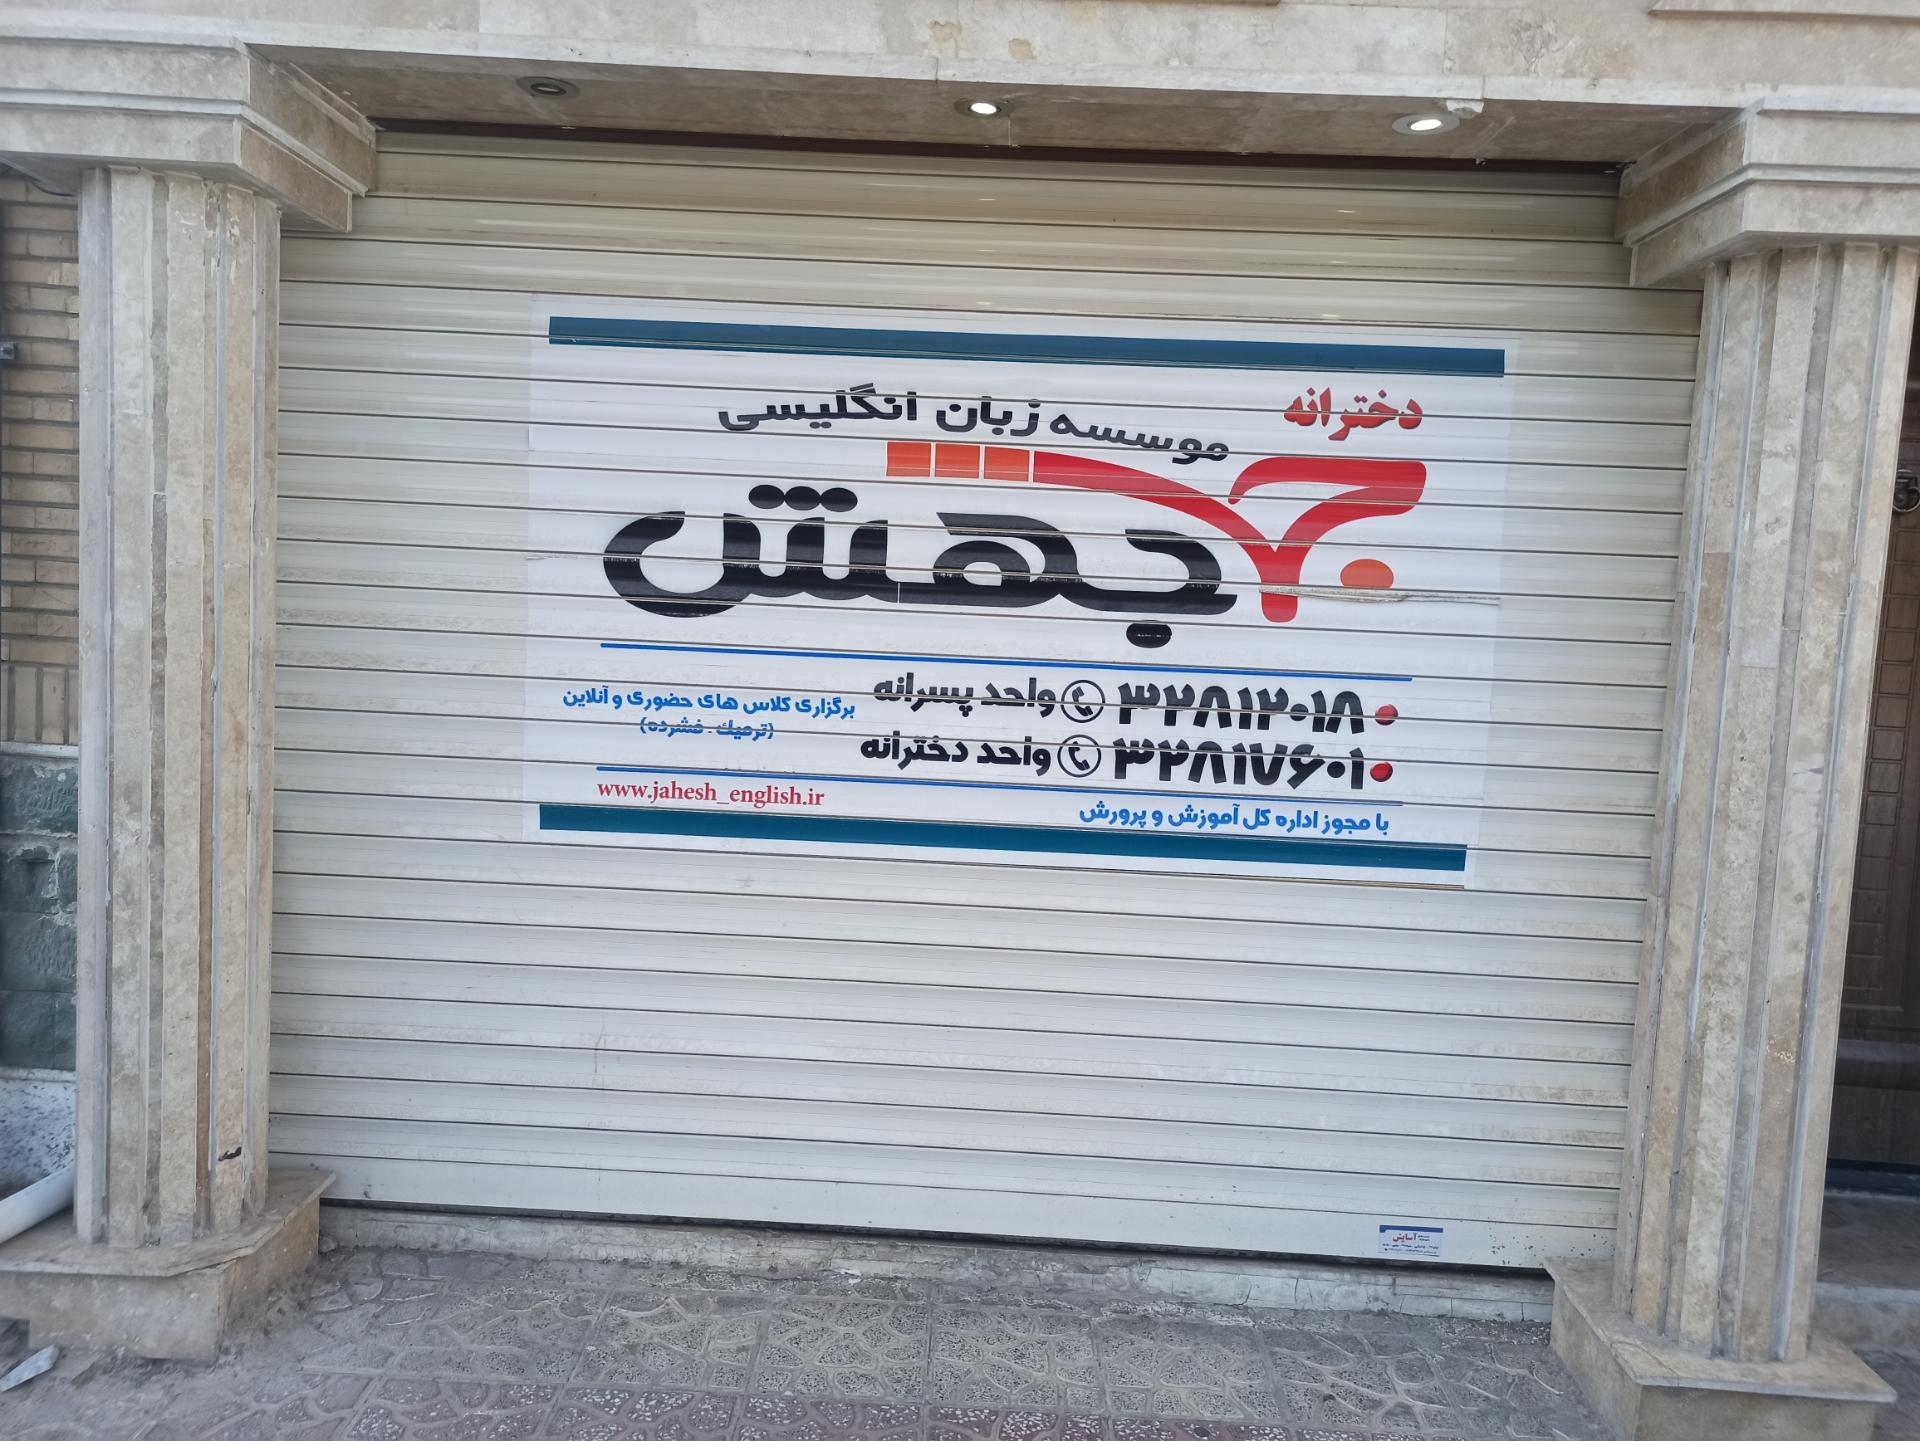 دخترانه
موسسه زبان انگلیسی
جهش
۳۲۸۱۲۰۱۸ واحد پسرانه
۳۲۸۱۷۶۰۱ واحد دخترانه
برگزاری کلاس های حضوری و آنلاین
(ترمیک . فشرده)
www.jahesh_english.ir
با مجوز اداره کل آموزش و پرورش
آسایش